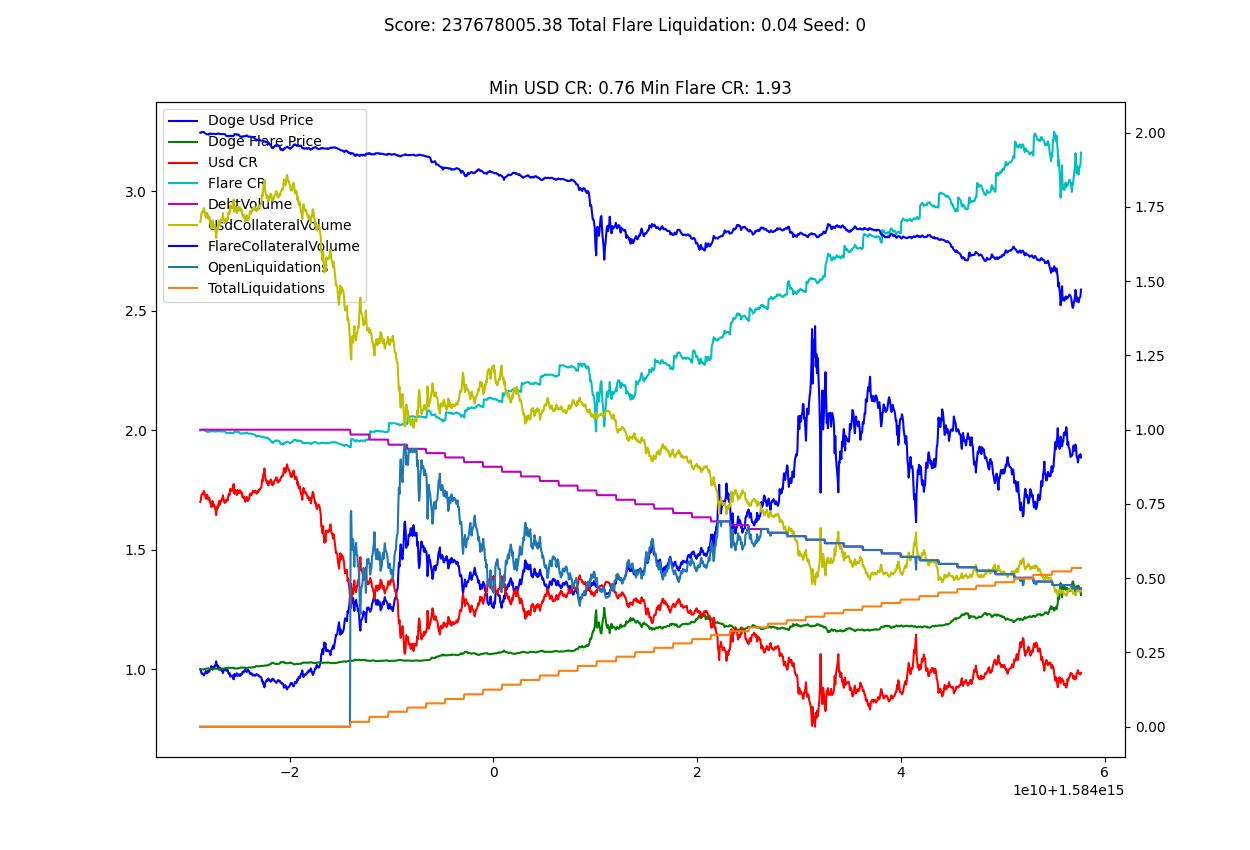 Score: 237678005.38 Total Flare Liquidation: 0.04 Seed: 0
Min USD CR: 0.76 Min Flare CR: 1.93
Doge Usd Price
Doge Flare Price
Usd CR
Flare CR
DebtVolume
UsdCollateralVolume
FlareCollateralVolume
OpenLiquidations
TotalLiquidations
3.0
2.5
2.0
1.5
1.0
2.00
1.75
1.50
1.25
1.00
0.75
0.50
0.25
0.00
−2
0
2
4
6
1e10+1.584e15